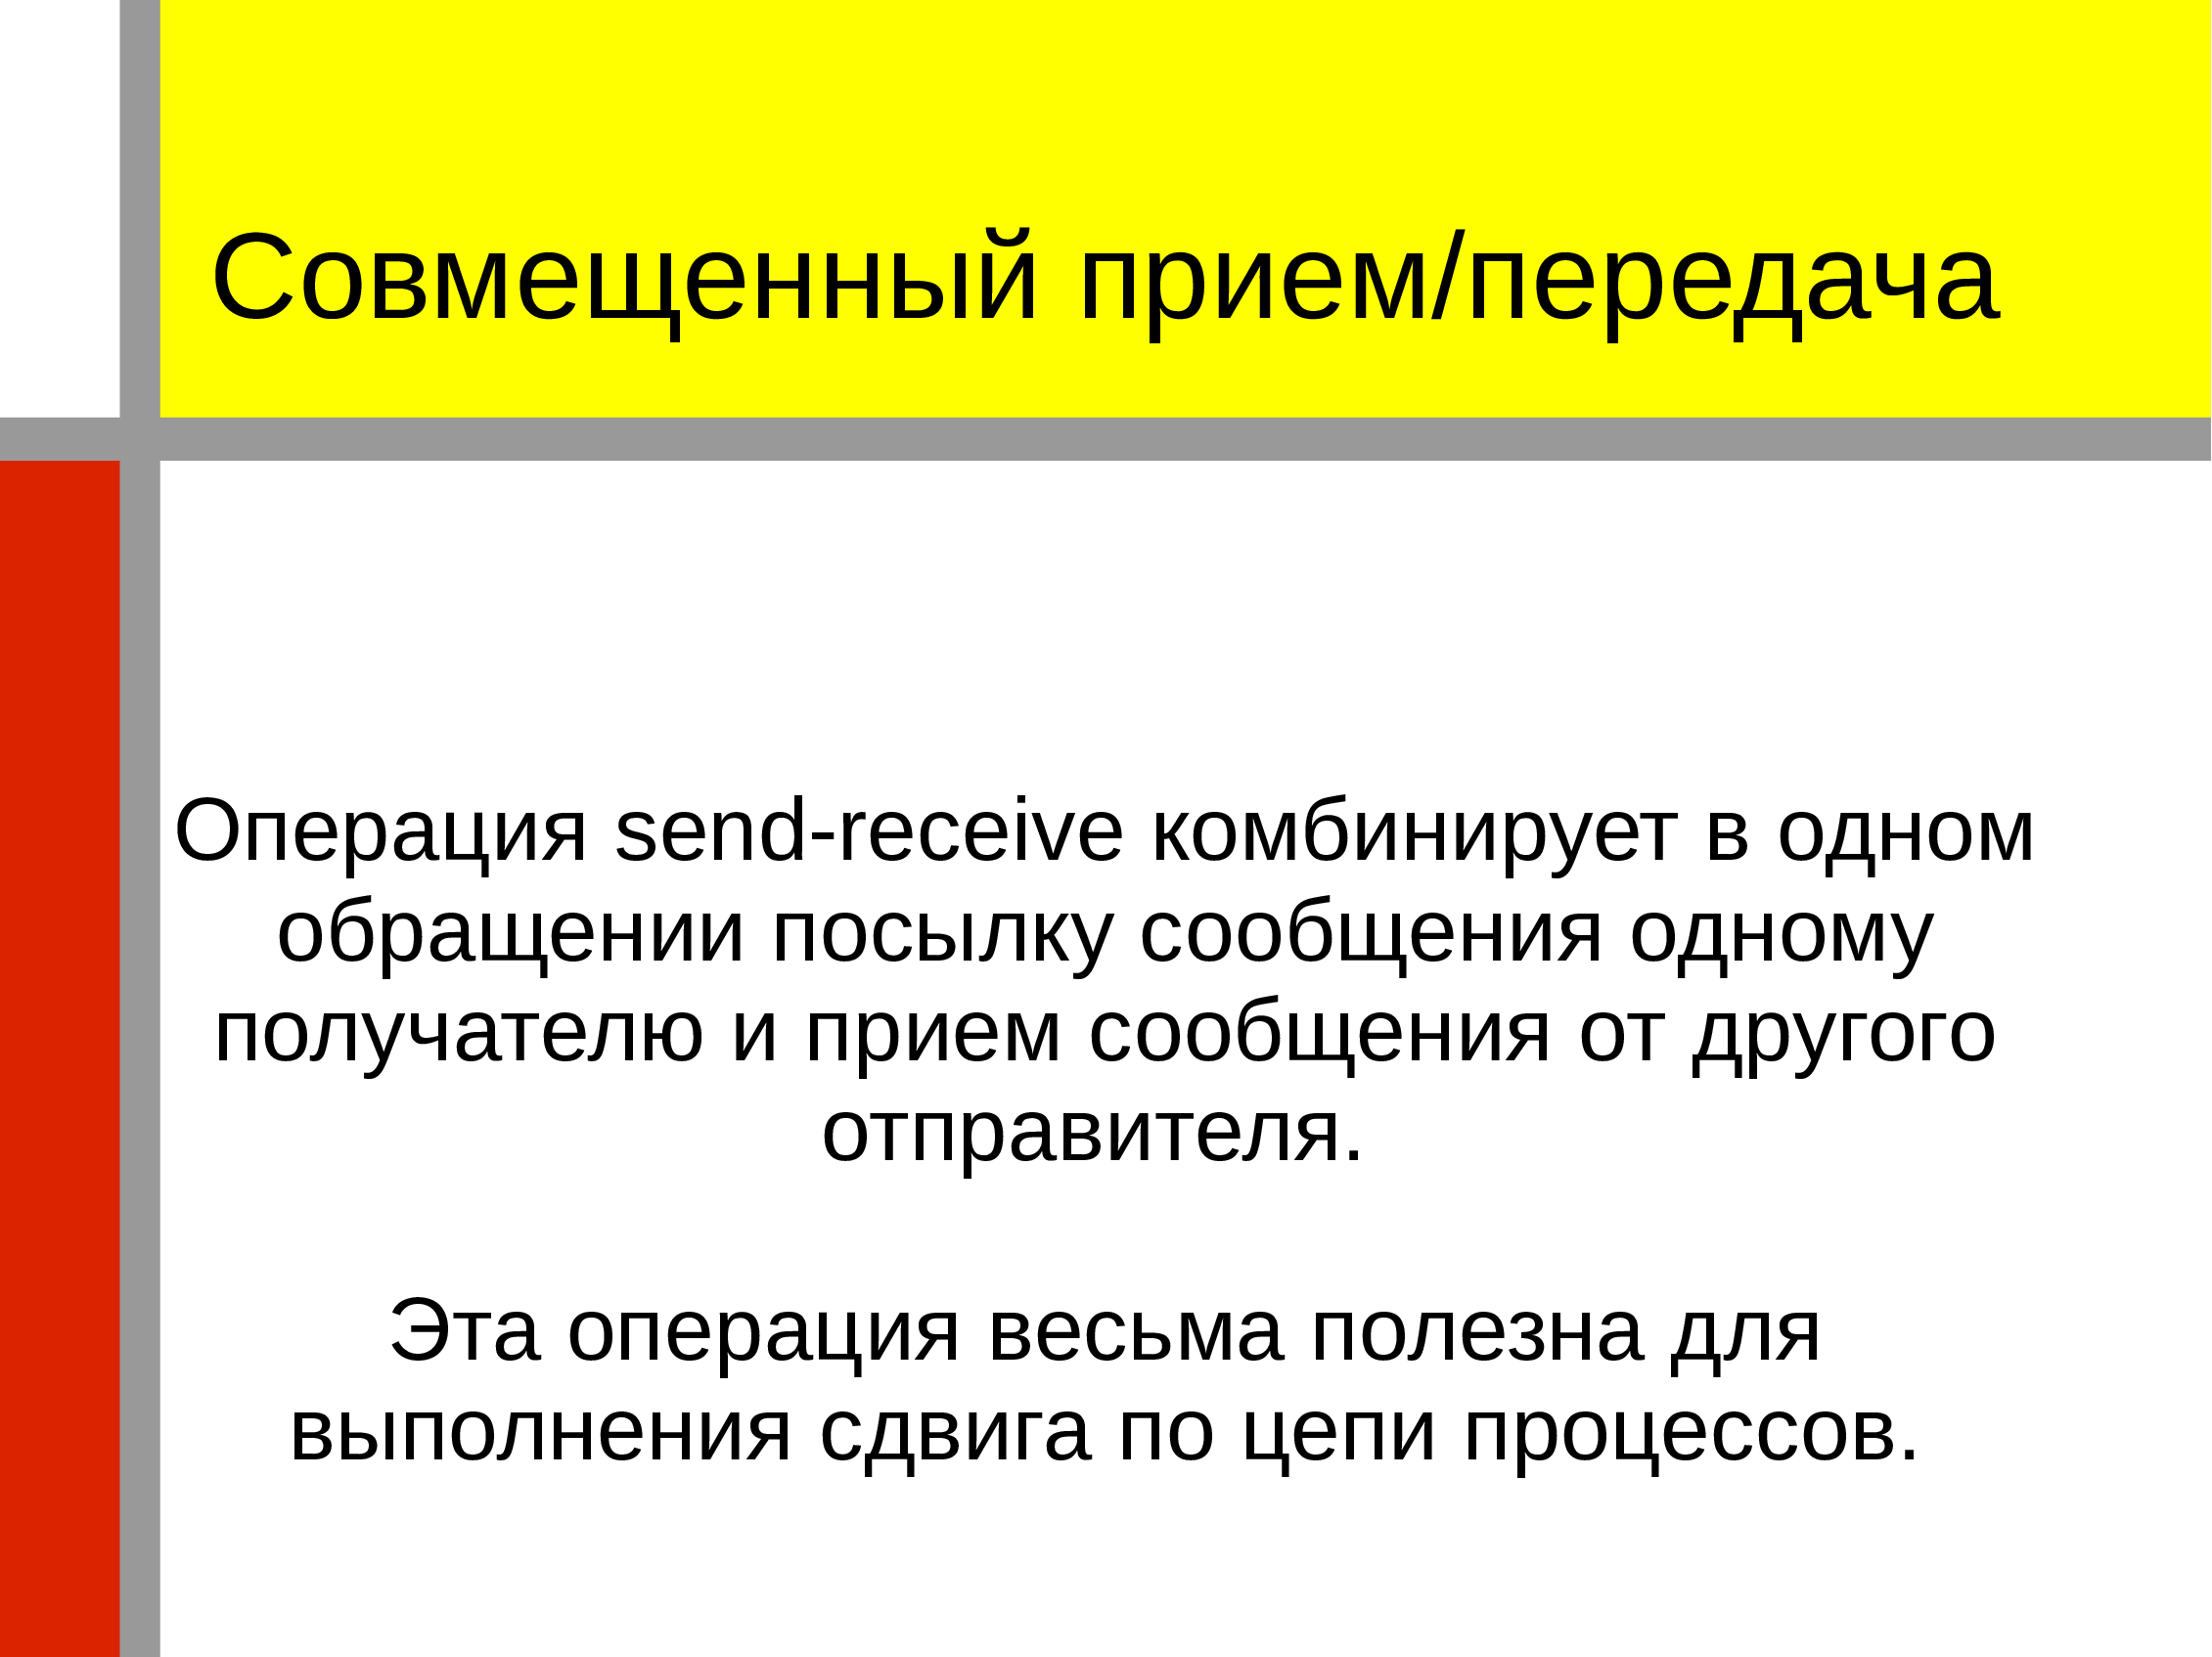 Совмещенный прием/передача
Операция send-receive комбинирует в одном
обращении посылку сообщения одному
получателю и прием сообщения от другого
отправителя.
Эта операция весьма полезна для
выполнения сдвига по цепи процессов.